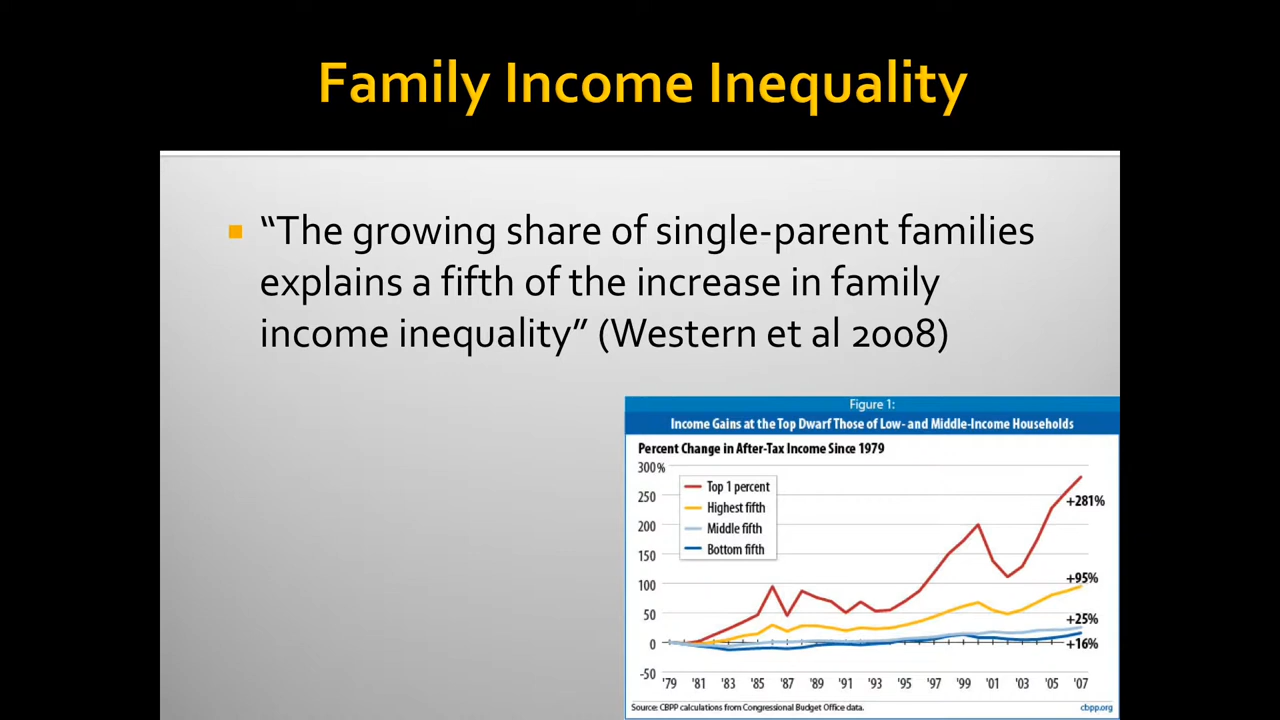 Family Income Inequality
“The growing share of single-parent families
explains a fifth of the increase in family
income inequality” (Western et al 2008)
Figure 1:
Income Gains at the Top Dwarf Those of Low- and Middle-Income Households
Percent Change in After-Tax Income Since 1979
300%
250
200
150
100
50
0
-50
Top 1 percent
Highest fifth
Middle fifth
Bottom fifth
+281%
+95%
+25%
+16%
'79 '81 '83 '85 '87 '89 '91 '93 '95 '97 '99 '01 '03 '05 '07
Source: CBPP calculations from Congressional Budget Office data. cbpp.org